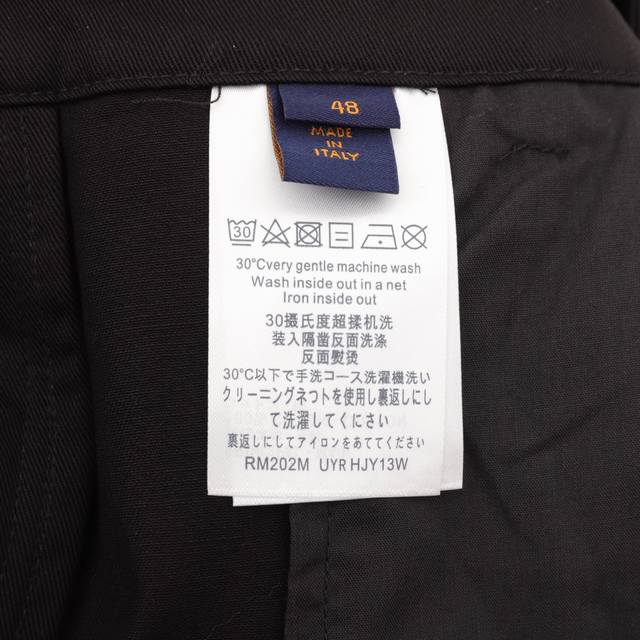 48
MADE
IN
ITALY
30
30°Cvery gentle machine wash
Wash inside out in a net
Iron inside out
30摄氏度超揉机洗
装入隔凿反面洗涤
反面熨烫
30℃以下で手洗コース洗濯機洗い
クリーニングネツトを使用し裏返しにし
て洗濯してください
裏返しにしてアイロンをあててください
RM202M UYR HJY13W